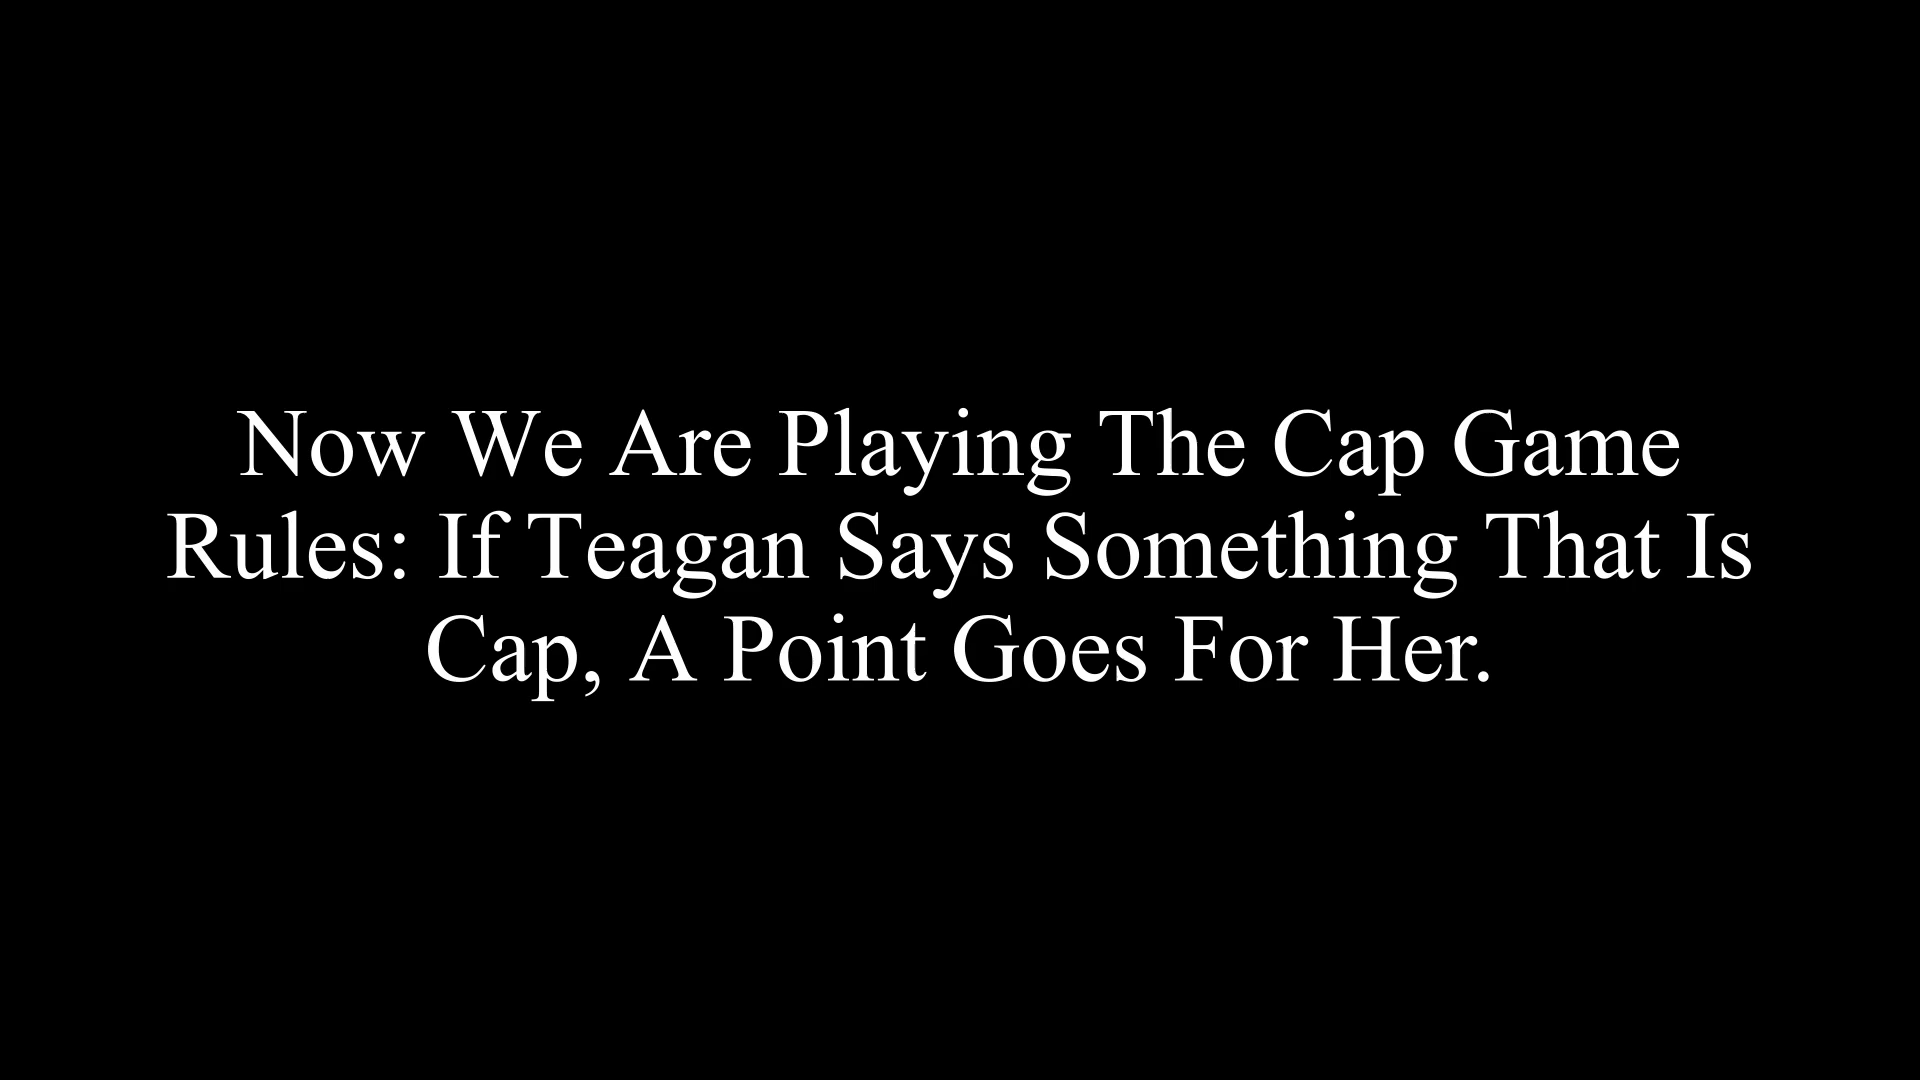 Now We Are Playing The Cap Game
Rules: If Teagan Says Something That Is
Cap, A Point Goes For Her.